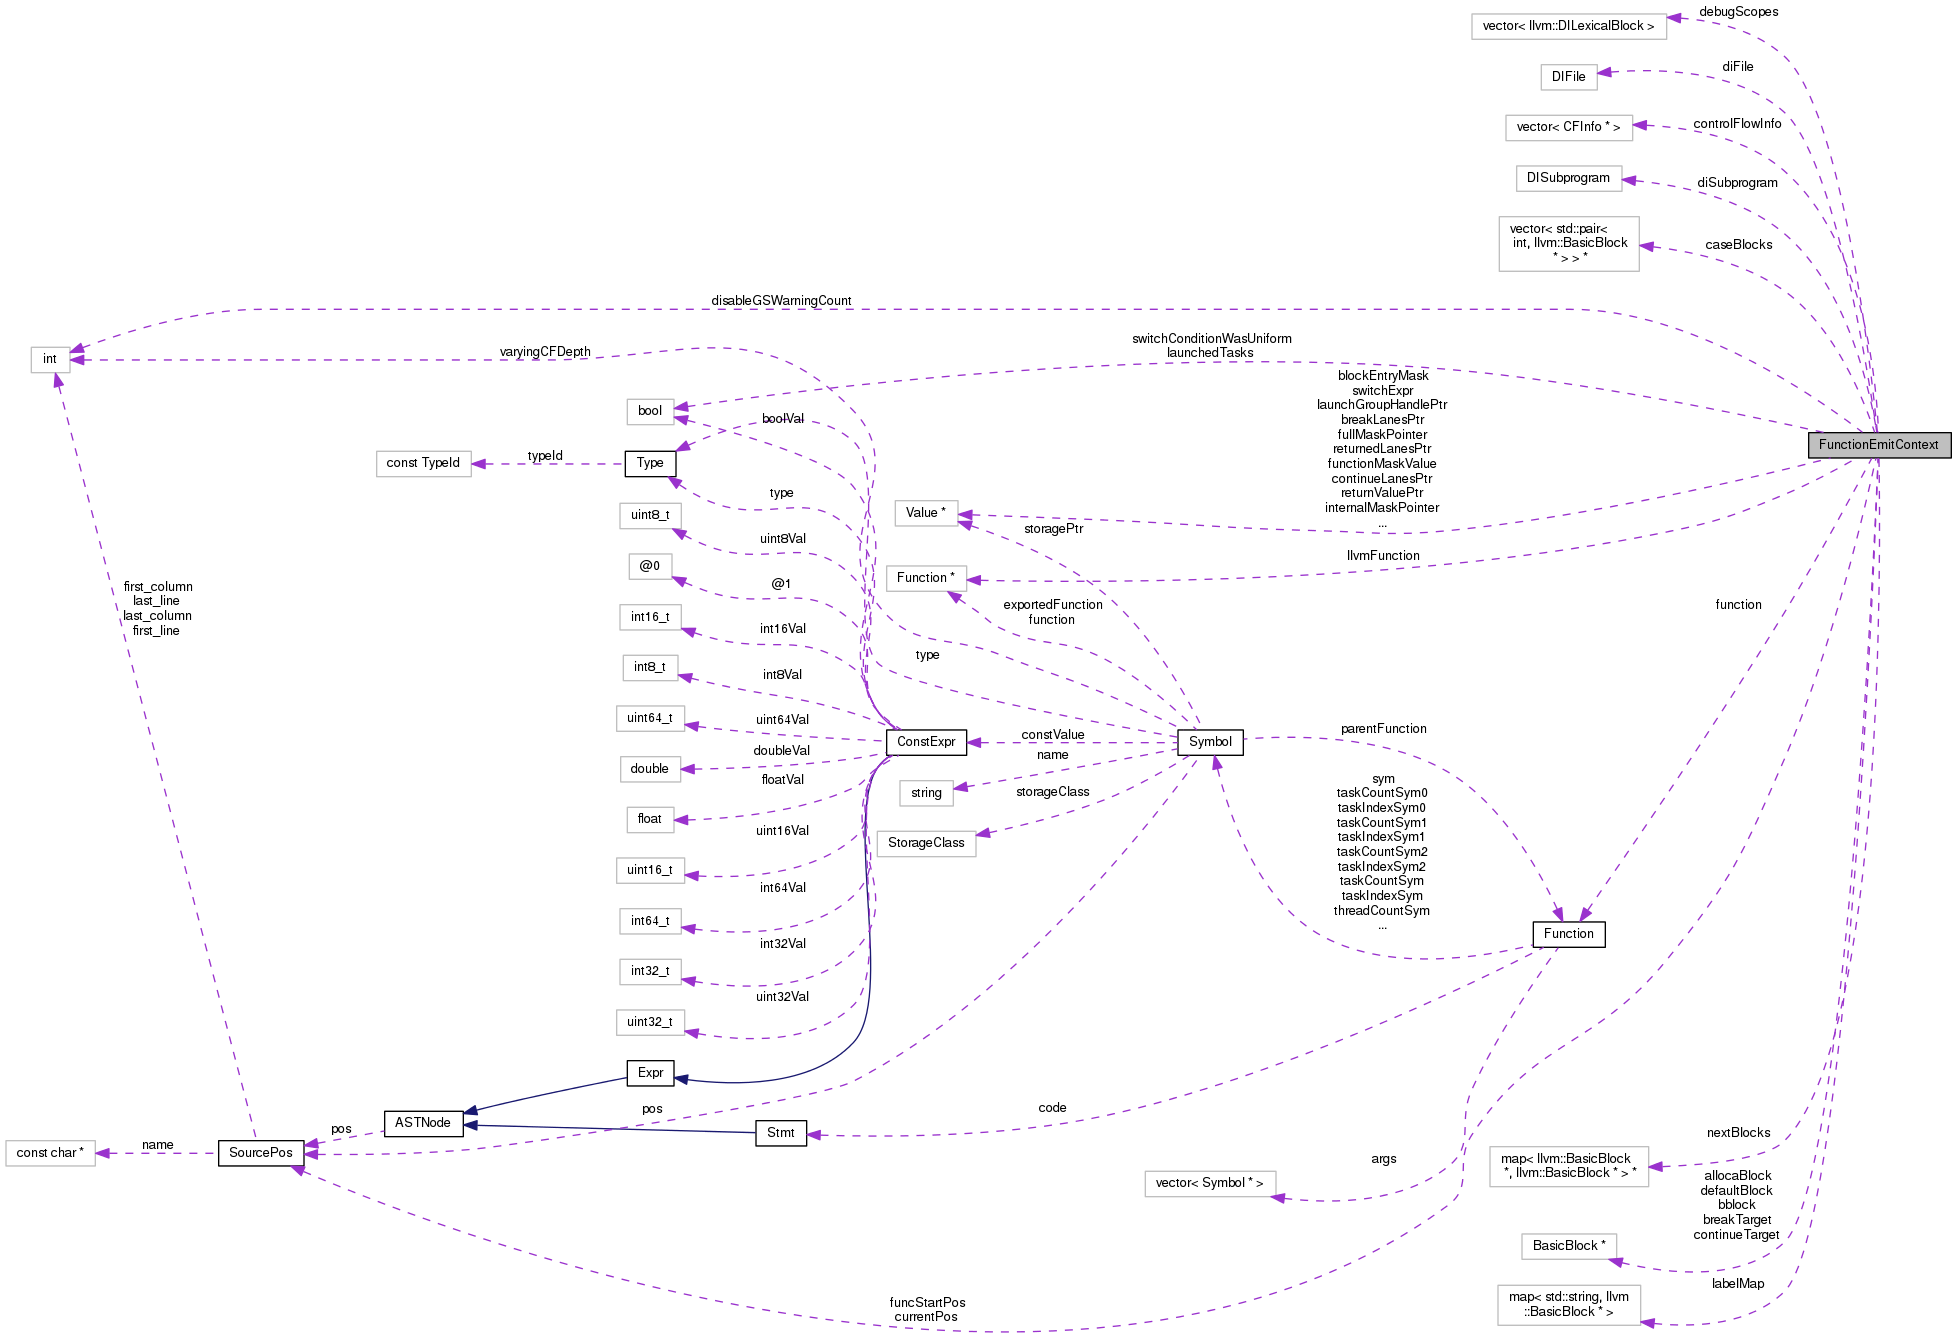 debugScopes
vector< llvm::DILexicalBlock >
diFile
DIFile
controlFlowInfo
vector< CFInfo * >
DISubprogram
diSubprogram
vector< std::pair<
int, llvm::BasicBlock
* > > *
caseBlocks
disableGSWarningCount
switchConditionWasUniform
launchedTasks
int
varyingCFDepth
blockEntryMask
switchExpr
launchGroupHandlePtr
breakLanesPtr
fullMaskPointer
returnedLanesPtr
functionMaskValue
continueLanesPtr
returnValuePtr
internalMaskPointer
...
bool
boolVal
FunctionEmitContext
const TypeId
typeId
Type
type
uint8_t
uint8Val
Value *
storagePtr
@0
@1
Function *
llvmFunction
exportedFunction
function
function
first_column
last_line
last_column
first_line
int16_t
int16Val
int8_t
int8Val
type
uint64_t
uint64Val
ConstExpr
constValue
Symbol
parentFunction
double
doubleVal
name
float
floatVal
string
storageClass
sym
taskCountSym0
taskIndexSym0
taskCountSym1
taskIndexSym1
taskCountSym2
taskIndexSym2
taskCountSym
taskIndexSym
threadCountSym
...
uint16Val
StorageClass
uint16_t
int64Val
int64_t
Function
int32Val
int32_t
uint32Val
uint32_t
Expr
pos
code
ASTNode
pos
Stmt
const char *
name
SourcePos
args
vector< Symbol * >
nextBlocks
map< llvm::BasicBlock
*, llvm::BasicBlock * > *
allocaBlock
defaultBlock
bblock
breakTarget
continueTarget
BasicBlock *
labelMap
map< std::string, llvm
::BasicBlock * >
funcStartPos
currentPos